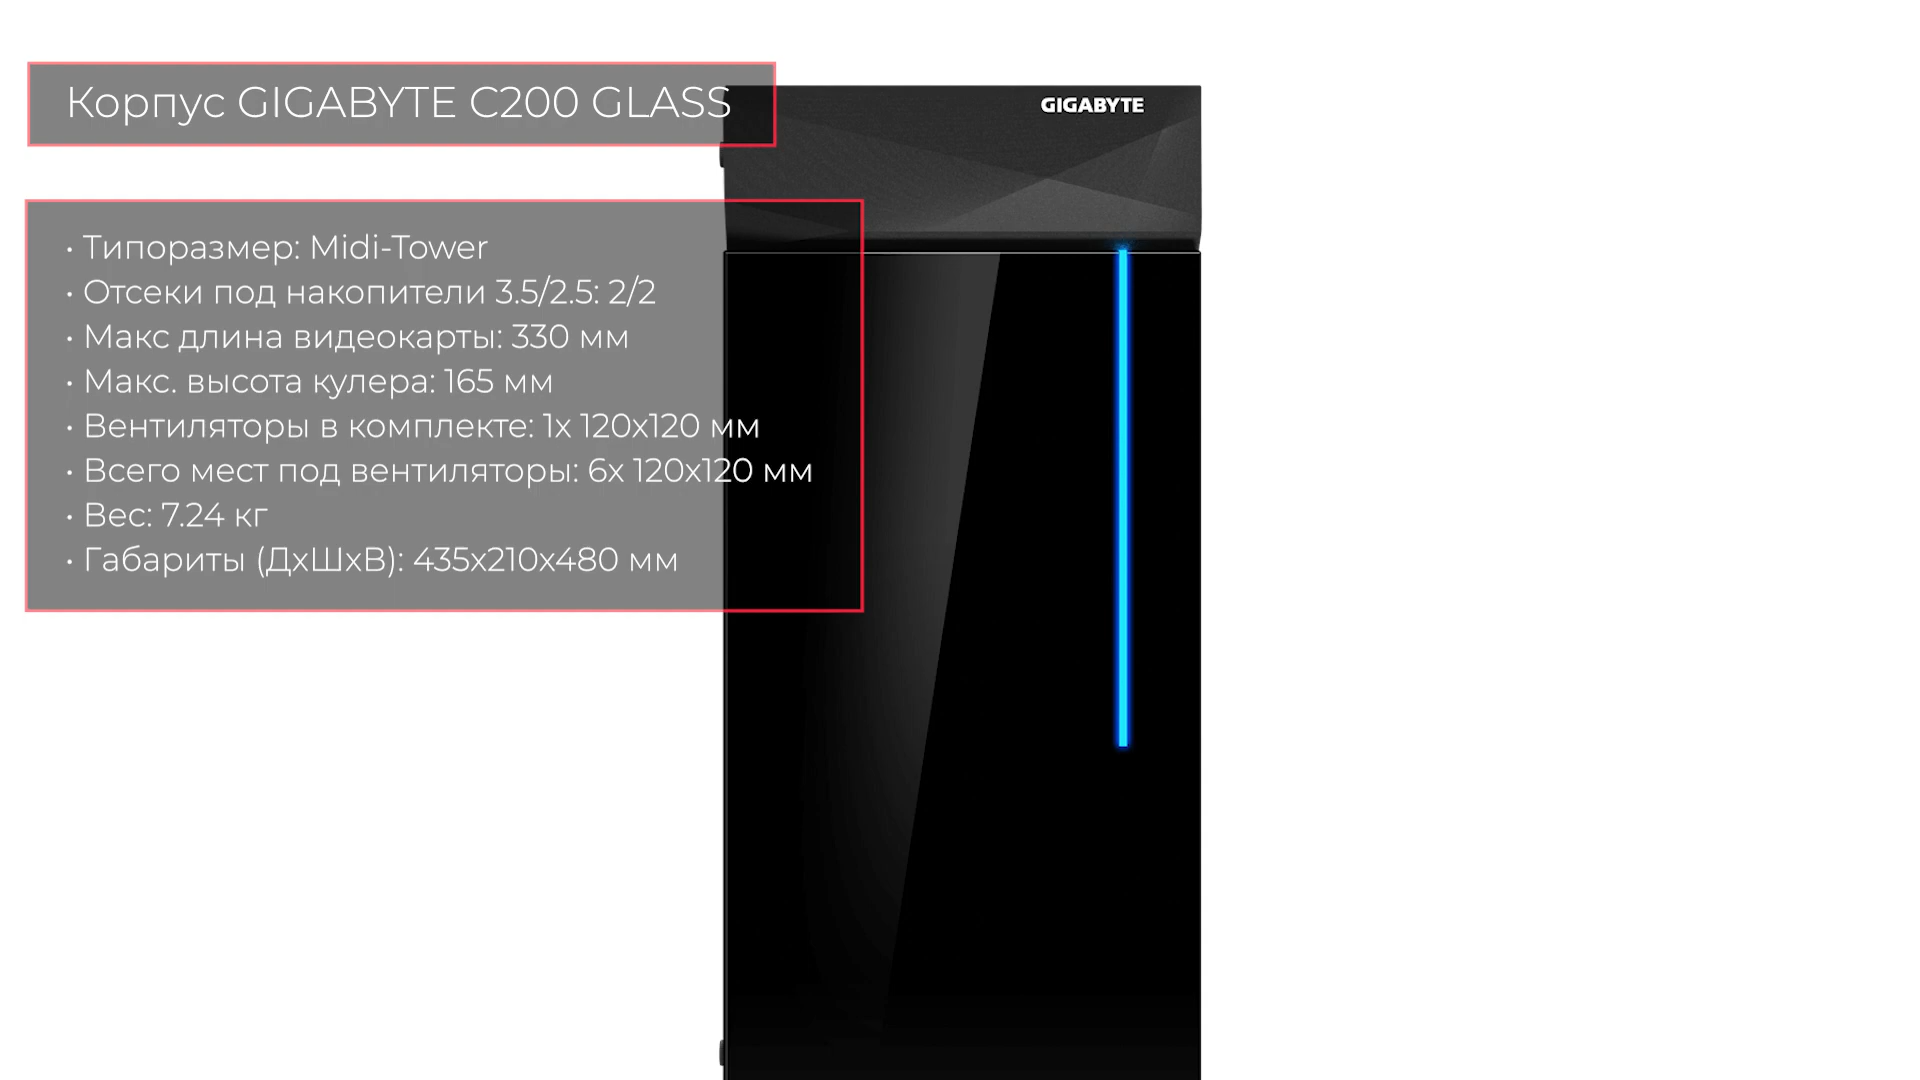 Корпус GIGABYTE C200 GLASS
GIGABYTE
• Типоразмер: Midi-Tower
• Отсеки под накопители 3.5/2.5: 2/2
• Макс длина видеокарты: 330 мм
• Макс. высота кулера: 165 мм
• Вентиляторы в комплекте: 1x 120x120 мм
• Всего мест под вентиляторы: 6x 120x120 мм
• Вес: 7.24 кг
• Габариты (ДхШхВ): 435x210x480 мм